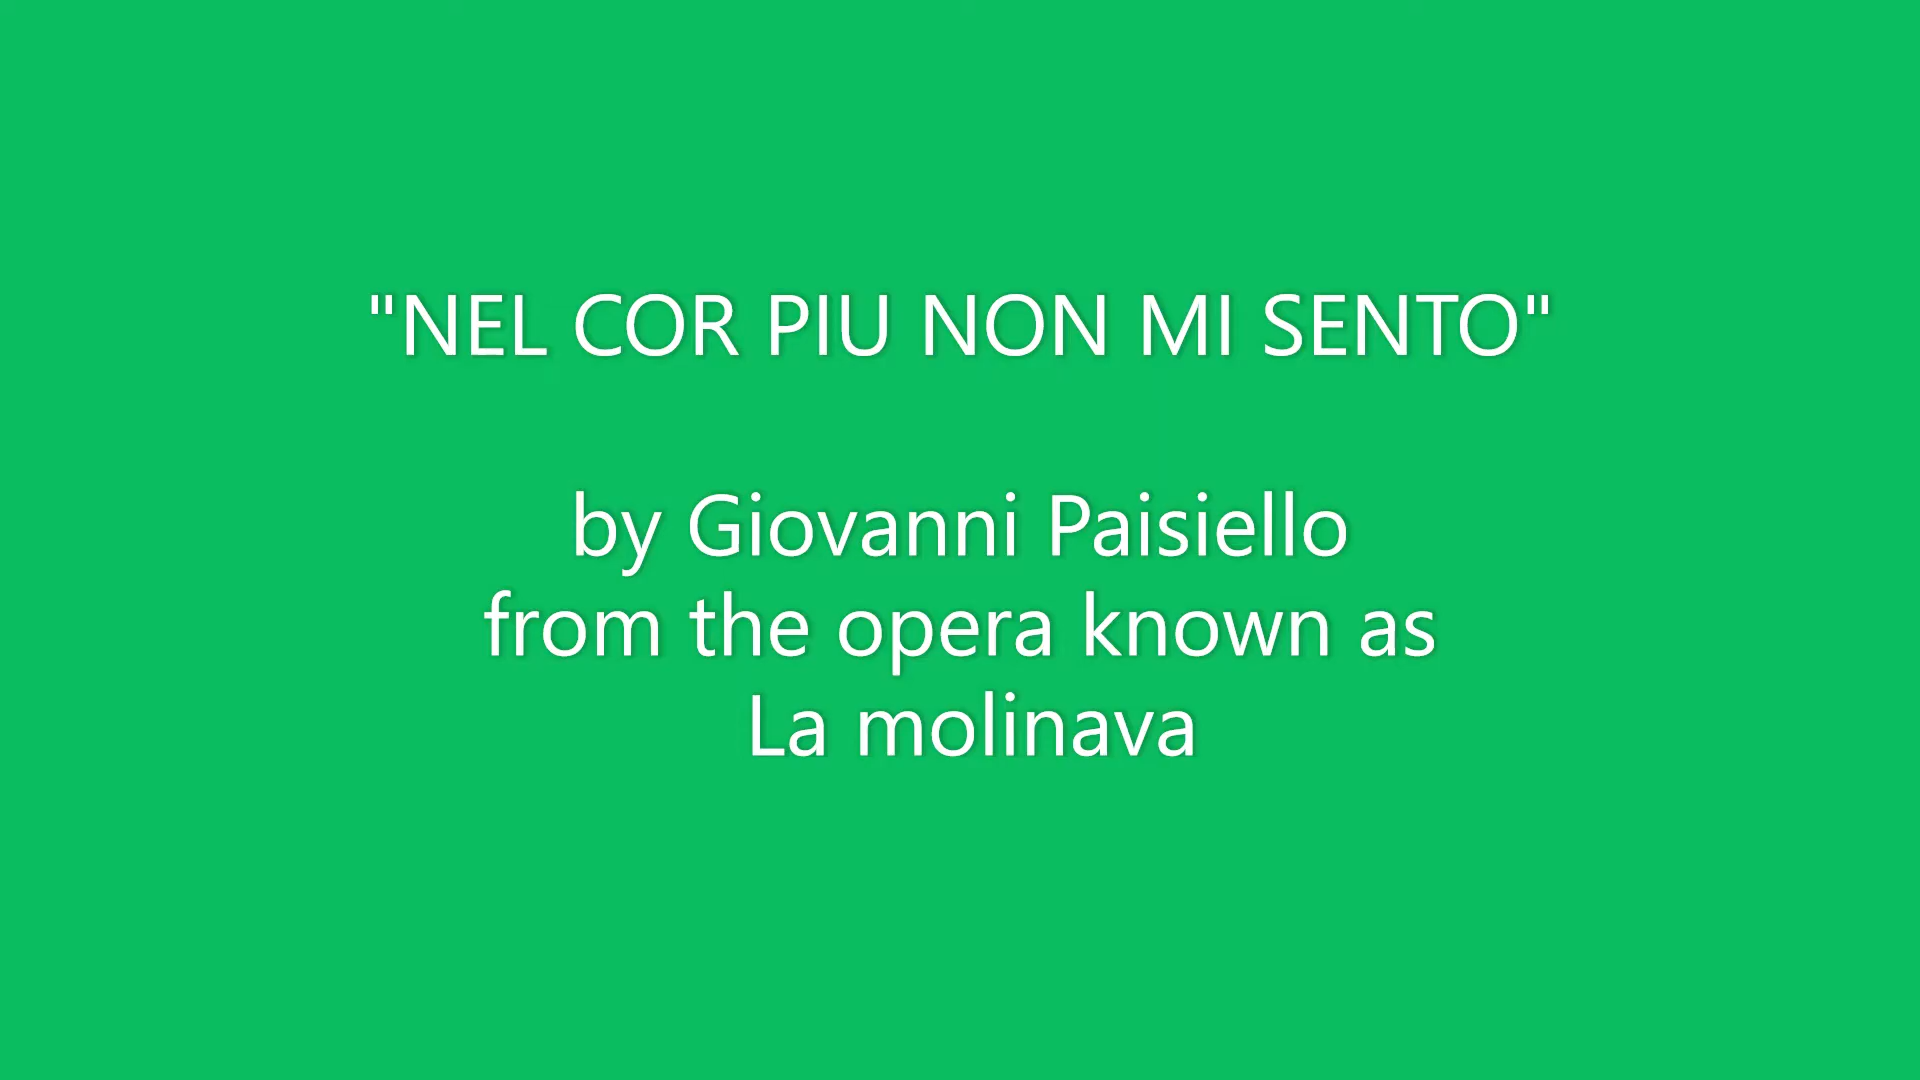 "NEL COR PIU NON MI SENTO"
by Giovanni Paisiello
from the opera known as
La molinava